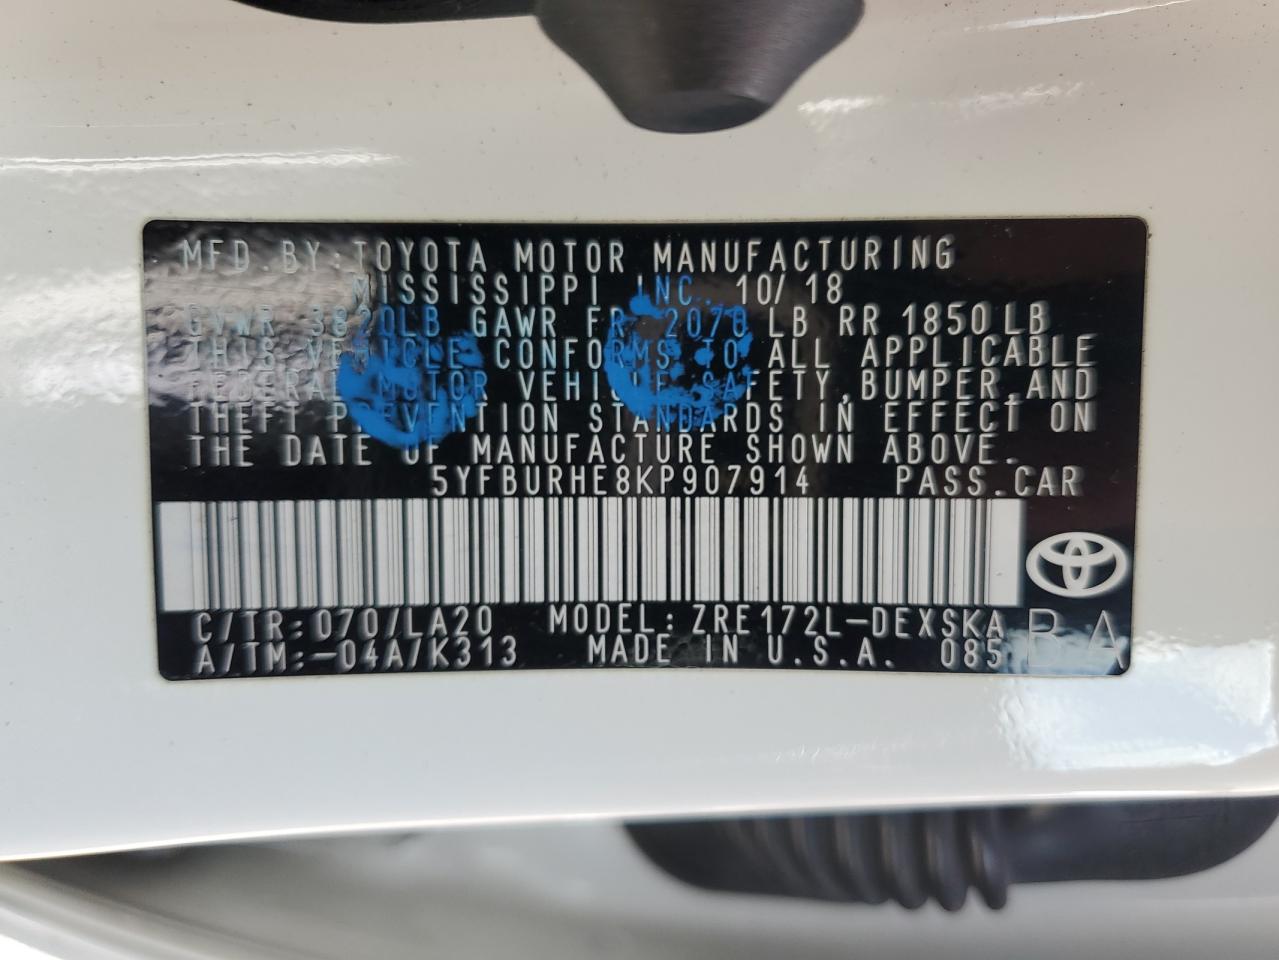 MFD.BY:TOYOTA MOTOR MANUFACTURING
MISSISSIPPI INC. 10/18
GVWR 3820LB GAWR FR 2070 LB RR 1850LB
THIS VEHICLE CONFORMS TO ALL APPLICABLE
FEDERAL MOTOR VEHICLE SAFETY,BUMPER,AND
THEFT PREVENTION STANDARDS IN EFFECT ON
THE DATE OF MANUFACTURE SHOWN ABOVE.
5YFBURHE8KP907914 PASS.CAR
C/TR:070/LA20 MODEL:ZRE172L-DEXSKA
A/TM:-04A/K313 MADE IN U.S.A. 085 BA